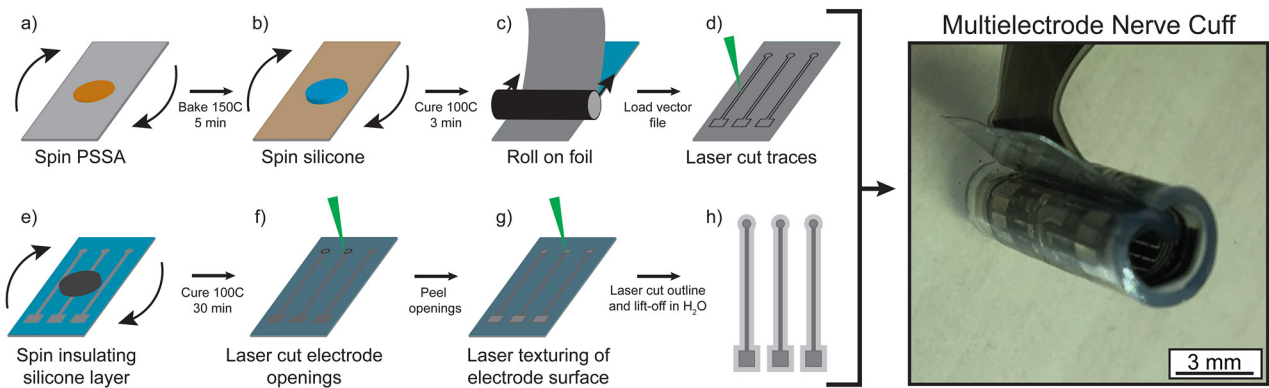 a)
Spin PSSA
Bake 150C
5 min
b)
Spin silicone
Cure 100C
3 min
c)
Roll on foil
Load vector
file
d)
Laser cut traces
e)
Spin insulating
silicone layer
Cure 100C
30 min
f)
Laser cut electrode
openings
Peel
openings
g)
Laser texturing of
electrode surface
Laser cut outline
and lift-off in H₂O
h)
Multielectrode Nerve Cuff
3 mm